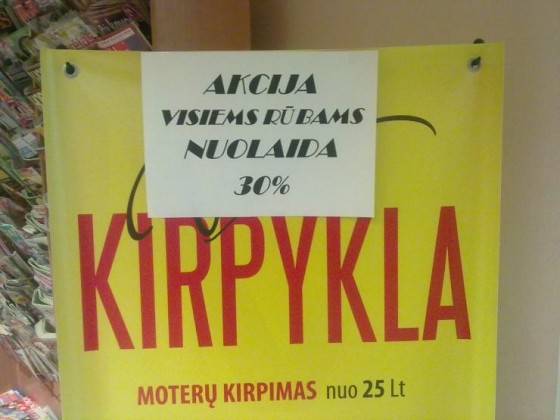 AKCIJA
VISIEMS RŪBAMS
NUOLAIDA
30%
KIRPYKLA
MOTERŲ KIRPIMAS nuo 25 Lt